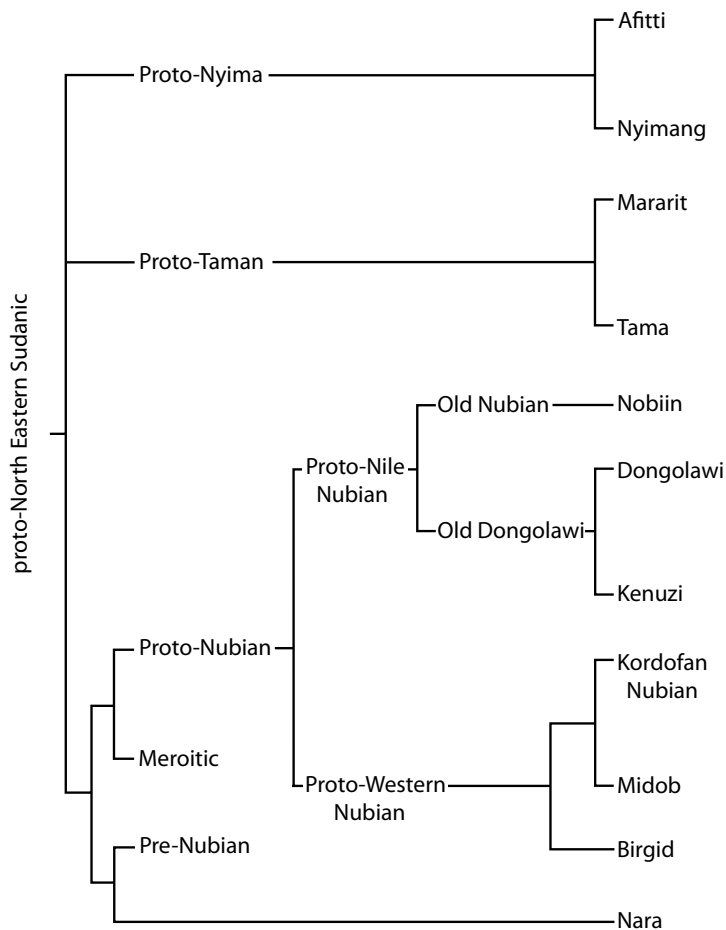 Afitti
Proto-Nyima
Nyimang
Mararit
Proto-Taman
Tama
proto-North Eastern Sudanic
Old Nubian
Nobiin
Proto-Nile
Nubian
Dongolawi
Old Dongolawi
Kenuzi
Proto-Nubian
Kordofan
Nubian
Meroitic
Proto-Western
Nubian
Midob
Pre-Nubian
Birgid
Nara